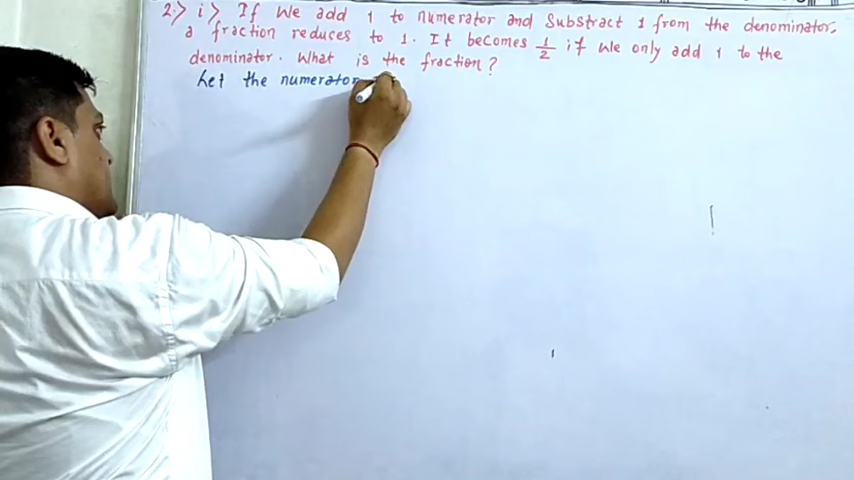 2.> i> If we add 1 to numerator and substract 1 from the denominator,
a fraction reduces to 1. It becomes 1/2 if we only add 1 to the
denominator. What is the fraction?
Let the numerator